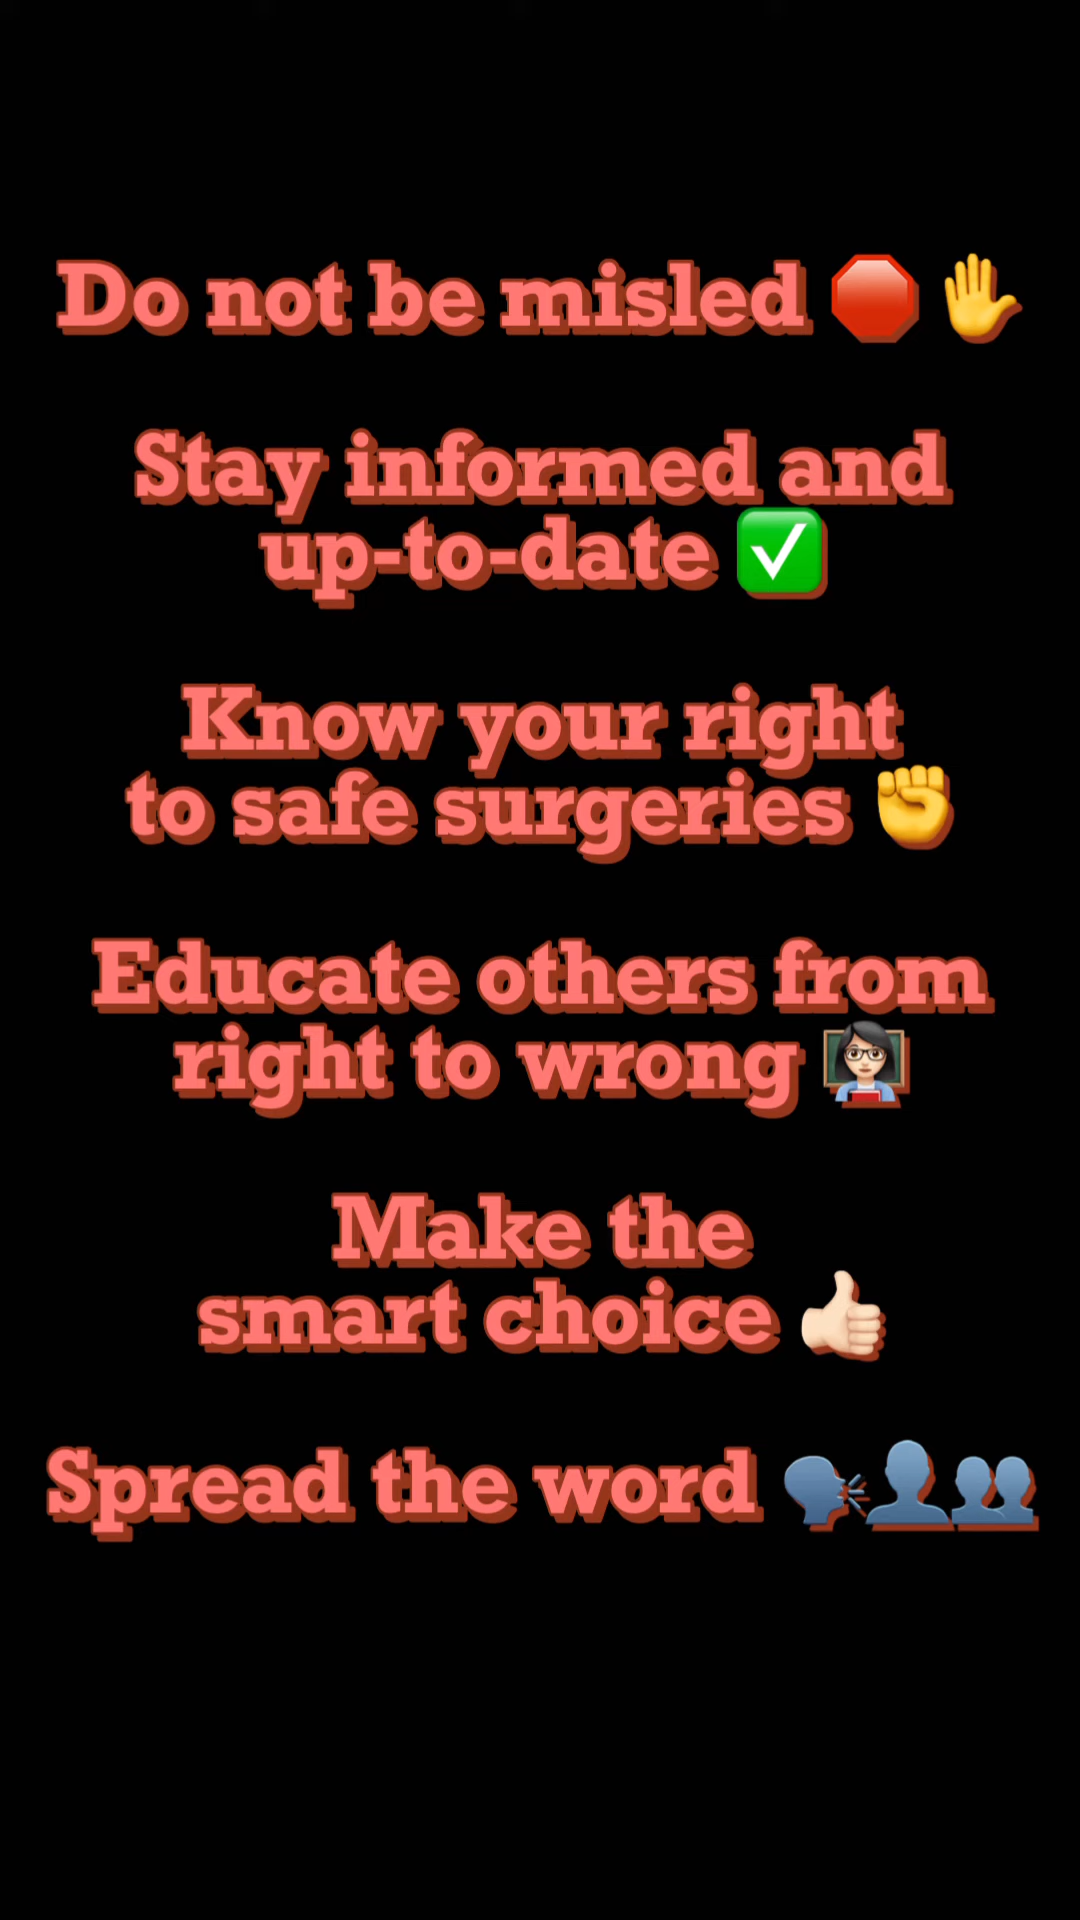 Do not be misled 🛑 ✋
Stay informed and
up-to-date ✅
Know your right
to safe surgeries ✊
Educate others from
right to wrong 👩🏻‍🏫
Make the
smart choice 👍🏻
Spread the word 🗣👤👥